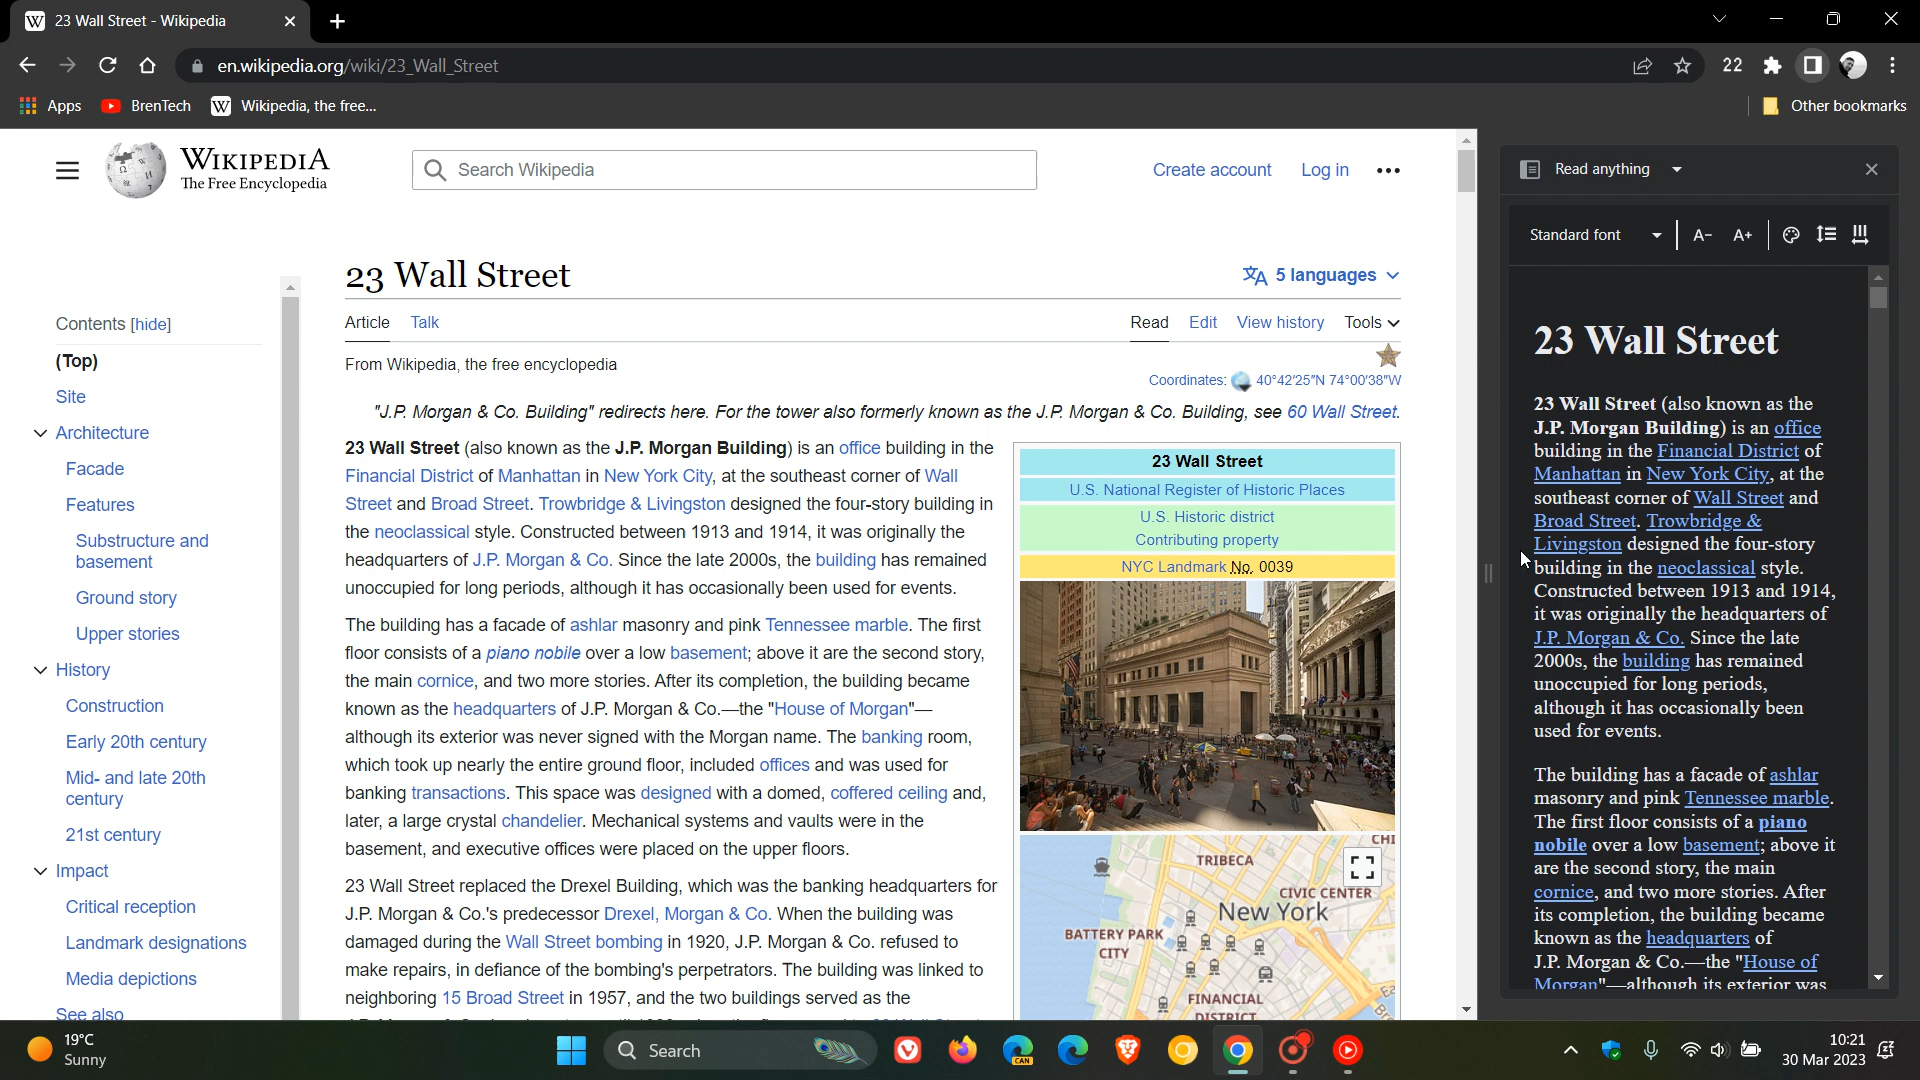 23 Wall Street - Wikipedia
en.wikipedia.org/wiki/23_Wall_Street
22
Apps
BrenTech
Wikipedia, the free...
Other bookmarks
WIKIPEDIA
The Free Encyclopedia
Search Wikipedia
Create account
Log in
Contents [hide]
(Top)
Site
Architecture
Facade
Features
Substructure and
basement
Ground story
Upper stories
History
Construction
Early 20th century
Mid- and late 20th
century
21st century
Impact
Critical reception
Landmark designations
Media depictions
See also
23 Wall Street
5 languages
Article
Talk
Read
Edit
View history
Tools
From Wikipedia, the free encyclopedia
Coordinates: 40°42′25″N 74°00′38″W
"J.P. Morgan & Co. Building" redirects here. For the tower also formerly known as the J.P. Morgan & Co. Building, see 60 Wall Street.
23 Wall Street (also known as the J.P. Morgan Building) is an office building in the
Financial District of Manhattan in New York City, at the southeast corner of Wall
Street and Broad Street. Trowbridge & Livingston designed the four-story building in
the neoclassical style. Constructed between 1913 and 1914, it was originally the
headquarters of J.P. Morgan & Co. Since the late 2000s, the building has remained
unoccupied for long periods, although it has occasionally been used for events.
The building has a facade of ashlar masonry and pink Tennessee marble. The first
floor consists of a piano nobile over a low basement; above it are the second story,
the main cornice, and two more stories. After its completion, the building became
known as the headquarters of J.P. Morgan & Co.—the "House of Morgan"—
although its exterior was never signed with the Morgan name. The banking room,
which took up nearly the entire ground floor, included offices and was used for
banking transactions. This space was designed with a domed, coffered ceiling and,
later, a large crystal chandelier. Mechanical systems and vaults were in the
basement, and executive offices were placed on the upper floors.
23 Wall Street replaced the Drexel Building, which was the banking headquarters for
J.P. Morgan & Co.'s predecessor Drexel, Morgan & Co. When the building was
damaged during the Wall Street bombing in 1920, J.P. Morgan & Co. refused to
make repairs, in defiance of the bombing's perpetrators. The building was linked to
neighboring 15 Broad Street in 1957, and the two buildings served as the
23 Wall Street
U.S. National Register of Historic Places
U.S. Historic district
Contributing property
NYC Landmark No. 0039
TRIBECA
CHI
CIVIC CENTER
New York
BATTERY PARK
CITY
FINANCIAL
DISTRICT
Ea
Read anything
Standard font
A−
A+
23 Wall Street
23 Wall Street (also known as the
J.P. Morgan Building) is an office
building in the Financial District of
Manhattan in New York City, at the
southeast corner of Wall Street and
Broad Street. Trowbridge &
Livingston designed the four-story
building in the neoclassical style.
Constructed between 1913 and 1914,
it was originally the headquarters of
J.P. Morgan & Co. Since the late
2000s, the building has remained
unoccupied for long periods,
although it has occasionally been
used for events.
The building has a facade of ashlar
masonry and pink Tennessee marble.
The first floor consists of a piano
nobile over a low basement; above it
are the second story, the main
cornice, and two more stories. After
its completion, the building became
known as the headquarters of
J.P. Morgan & Co.—the "House of
Morgan"—although its exterior was
19°C
Sunny
Search
CAN
10:21
30 Mar 2023